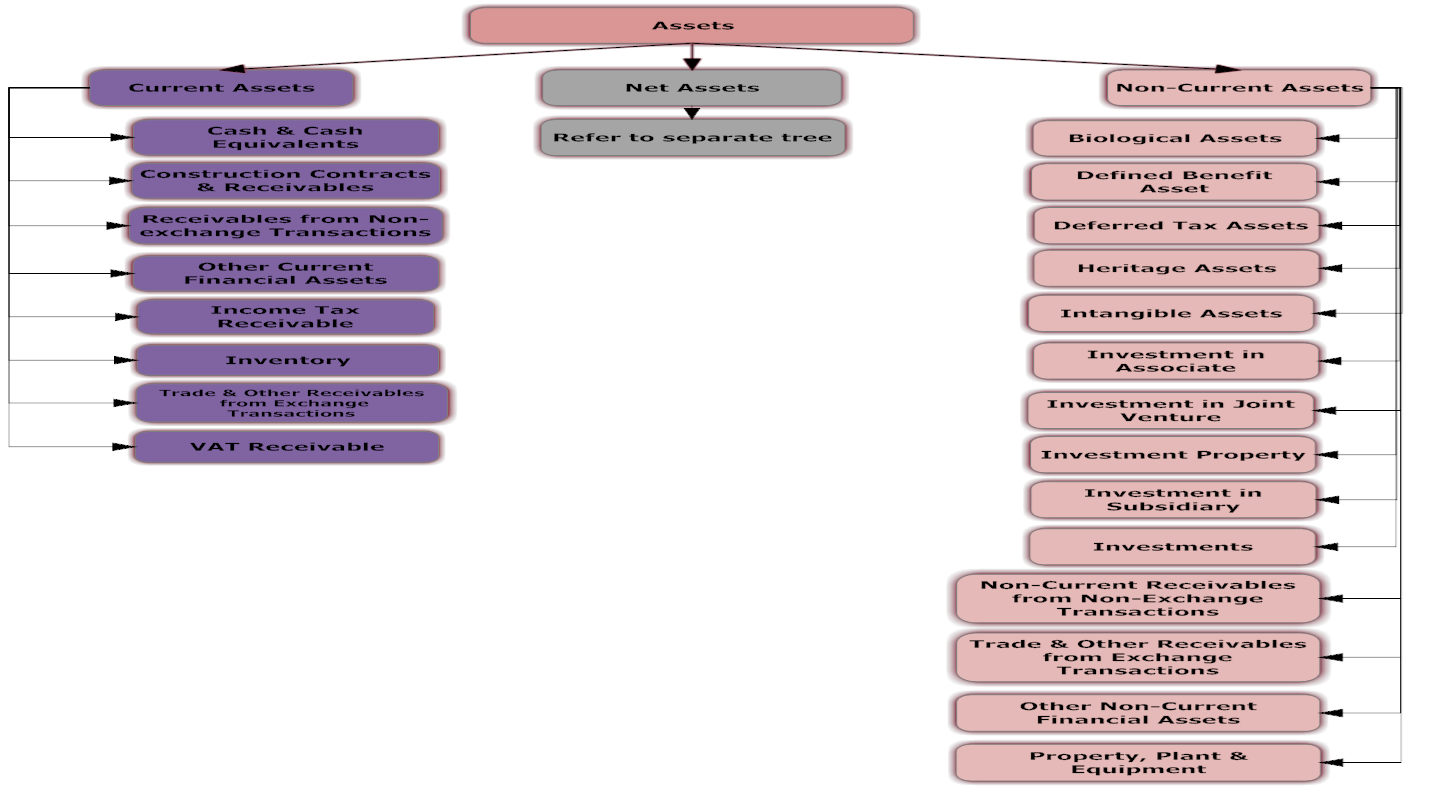 Assets
Current Assets
Cash & Cash
Equivalents
Construction Contracts
& Receivables
Receivables from Non-
exchange Transactions
Other Current
Financial Assets
Income Tax
Receivable
Inventory
Trade & Other Receivables
from Exchange
Transactions
VAT Receivable
Net Assets
Refer to separate tree
Non-Current Assets
Biological Assets
Defined Benefit
Asset
Deferred Tax Assets
Heritage Assets
Intangible Assets
Investment in
Associate
Investment in Joint
Venture
Investment Property
Investment in
Subsidiary
Investments
Non-Current Receivables
from Non-Exchange
Transactions
Trade & Other Receivables
from Exchange
Transactions
Other Non-Current
Financial Assets
Property, Plant &
Equipment